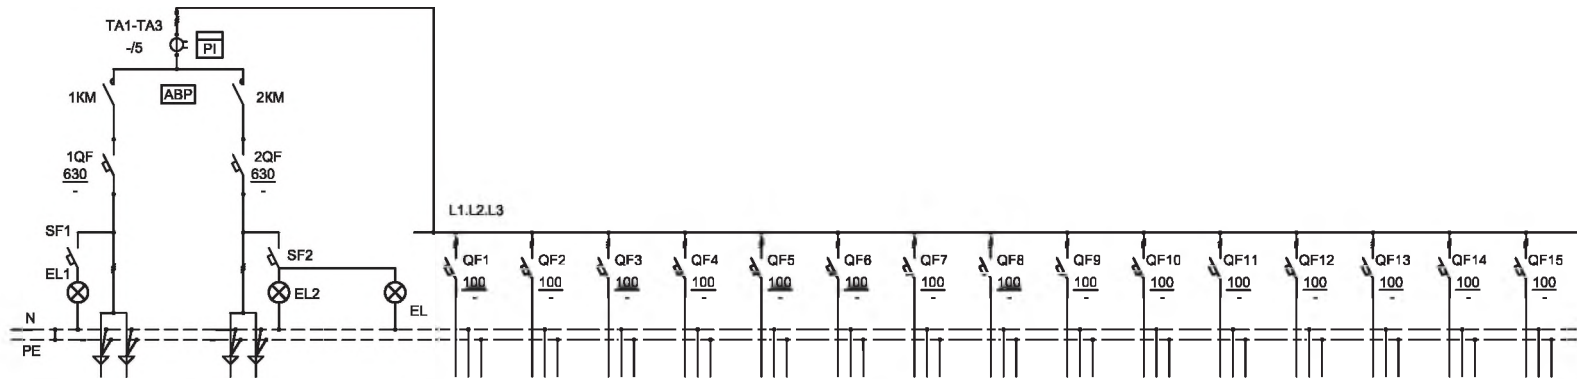 TA1-TA3
-/5
PI
1KM
АВР
2KM
1QF
630
-
2QF
630
-
L1.L2.L3
SF1
SF2
EL1
EL2
EL
QF1
100
-
QF2
100
-
QF3
100
-
QF4
100
-
QF5
100
-
QF6
100
-
QF7
100
-
QF8
100
-
QF9
100
-
QF10
100
-
QF11
100
-
QF12
100
-
QF13
100
-
QF14
100
-
QF15
100
-
N
PE